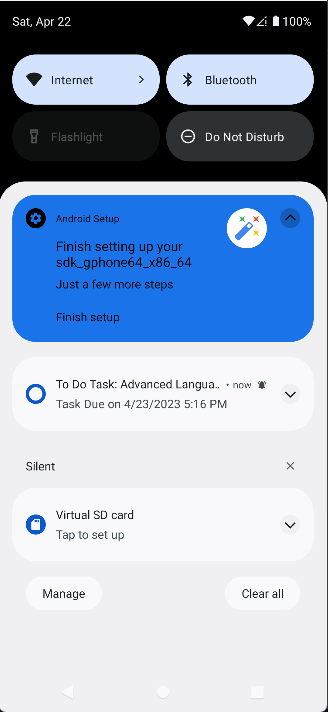 Sat, Apr 22
100%
Internet
Bluetooth
Flashlight
Do Not Disturb
Android Setup
Finish setting up your
sdk_gphone64_x86_64
Just a few more steps
Finish setup
To Do Task: Advanced Langua.. • now
Task Due on 4/23/2023 5:16 PM
Silent
Virtual SD card
Tap to set up
Manage
Clear all